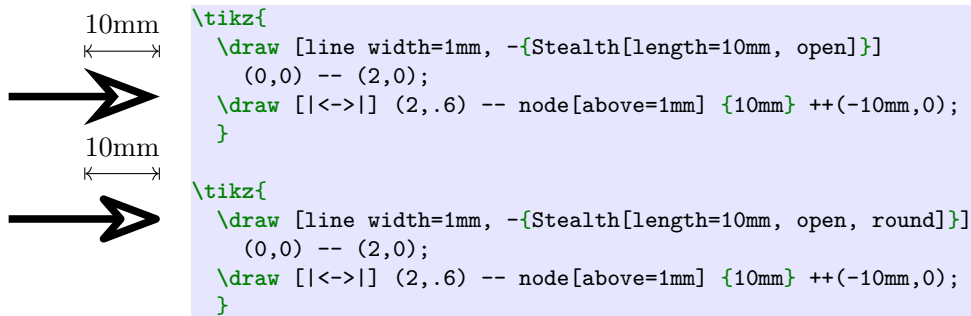 10mm
\tikz{
  \draw [line width=1mm, -{Stealth[length=10mm, open]}]
    (0,0) -- (2,0);
  \draw [|<->|] (2,.6) -- node[above=1mm] {10mm} ++(-10mm,0);
  }
10mm
\tikz{
  \draw [line width=1mm, -{Stealth[length=10mm, open, round]}]
    (0,0) -- (2,0);
  \draw [|<->|] (2,.6) -- node[above=1mm] {10mm} ++(-10mm,0);
  }